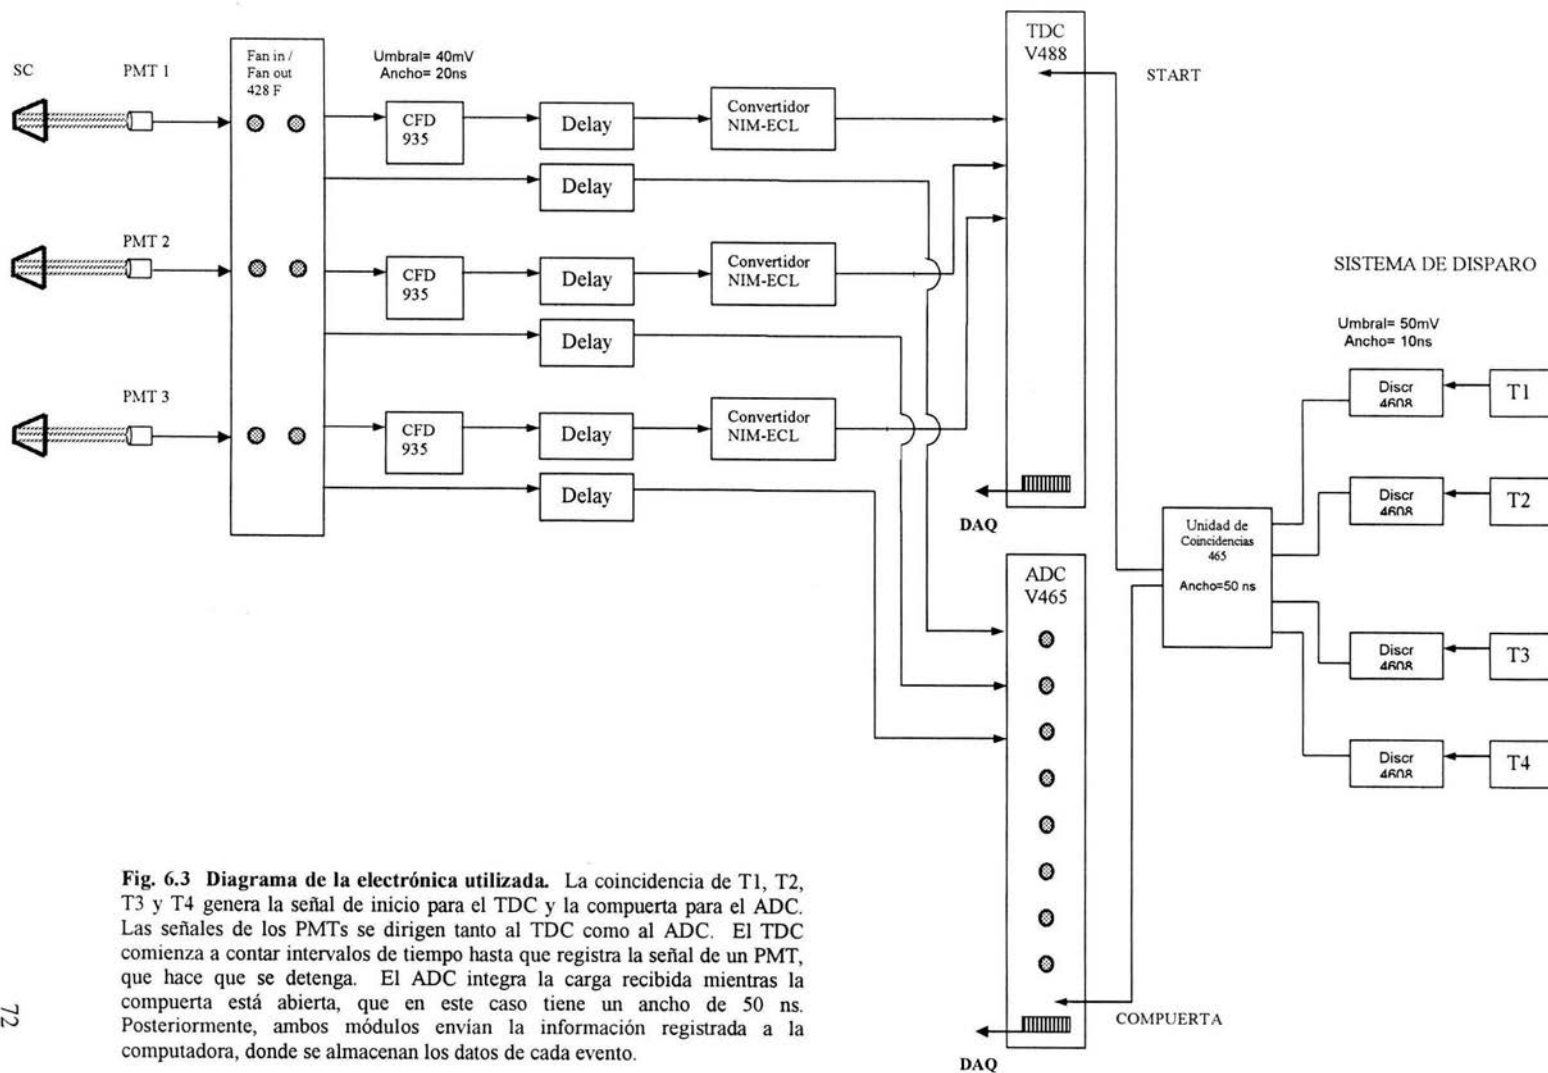 SC
PMT 1
PMT 2
PMT 3
Fan in /
Fan out
428 F
Umbral= 40mV
Ancho= 20ns
CFD
935
Delay
Convertidor
NIM-ECL
Delay
CFD
935
Delay
Convertidor
NIM-ECL
Delay
CFD
935
Delay
Convertidor
NIM-ECL
Delay
TDC
V488
START
DAQ
ADC
V465
COMPUERTA
DAQ
Unidad de
Coincidencias
465
Ancho=50 ns
SISTEMA DE DISPARO
Umbral= 50mV
Ancho= 10ns
Discr
4608
T1
Discr
4608
T2
Discr
4608
T3
Discr
4608
T4
Fig. 6.3 Diagrama de la electrónica utilizada. La coincidencia de T1, T2,
T3 y T4 genera la señal de inicio para el TDC y la compuerta para el ADC.
Las señales de los PMTs se dirigen tanto al TDC como al ADC. El TDC
comienza a contar intervalos de tiempo hasta que registra la señal de un PMT,
que hace que se detenga. El ADC integra la carga recibida mientras la
compuerta está abierta, que en este caso tiene un ancho de 50 ns.
Posteriormente, ambos módulos envían la información registrada a la
computadora, donde se almacenan los datos de cada evento.
72